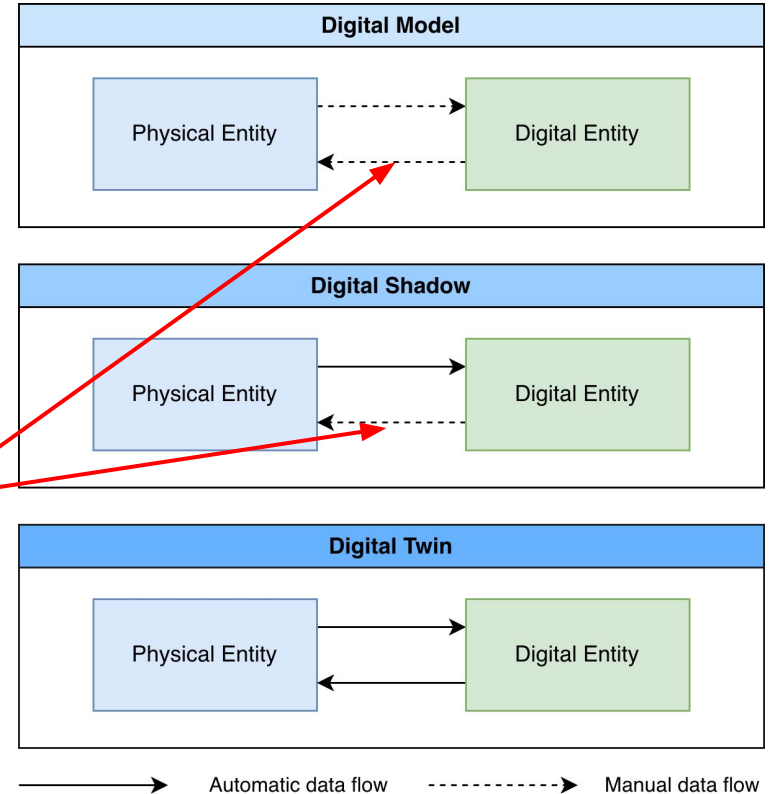 Digital Model
Physical Entity
Digital Entity
Digital Shadow
Physical Entity
Digital Entity
Digital Twin
Physical Entity
Digital Entity
Automatic data flow
Manual data flow